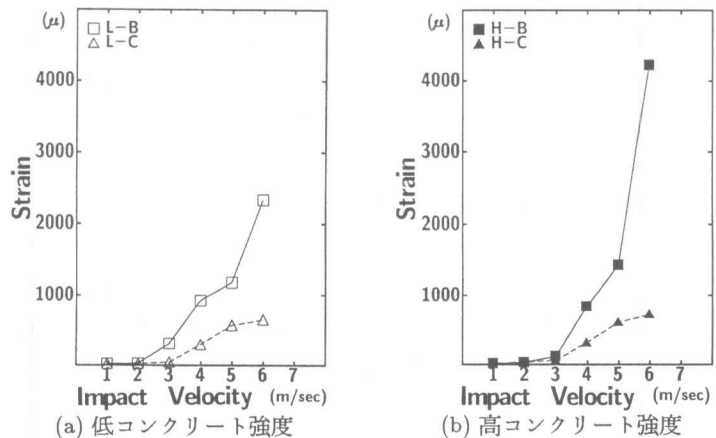 (μ)
□ L−B
△ L−C
4000
3000
2000
1000
Strain
1 2 3 4 5 6 7
Impact Velocity (m/sec)
(a) 低コンクリート強度
(μ)
■ H−B
▲ H−C
4000
3000
2000
1000
Strain
1 2 3 4 5 6 7
Impact Velocity (m/sec)
(b) 高コンクリート強度